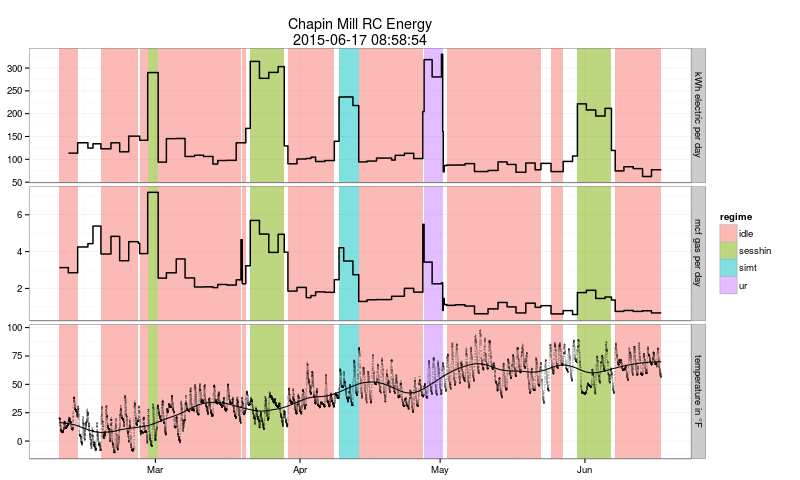 Chapin Mill RC Energy
2015-06-17 08:58:54
300
250
200
150
100
50
kWh electric per day
6
4
2
mcf gas per day
100
75
50
25
0
temperature in °F
Mar
Apr
May
Jun
regime
idle
sesshin
simt
ur